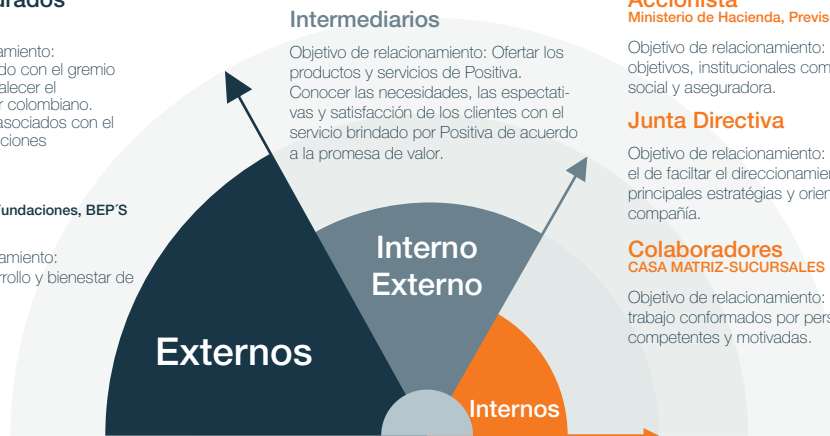 amiento:
do con el gremio
alecer el
r colombiano.
asociados con el
ciones
undaciones, BEP´S
amiento:
rrollo y bienestar de
Intermediarios
Objetivo de relacionamiento: Ofertar los
productos y servicios de Positiva.
Conocer las necesidades, las espectati-
vas y satisfacción de los clientes con el
servicio brindado por Positiva de acuerdo
a la promesa de valor.
Externos
Interno
Externo
Internos
Accionista
Ministerio de Hacienda, Previs
Objetivo de relacionamiento:
objetivos, institucionales com
social y aseguradora.
Junta Directiva
Objetivo de relacionamiento:
el de faciltar el direccionamie
principales estratégias y orien
compañía.
Colaboradores
CASA MATRIZ-SUCURSALES
Objetivo de relacionamiento:
trabajo conformados por pers
competentes y motivadas.